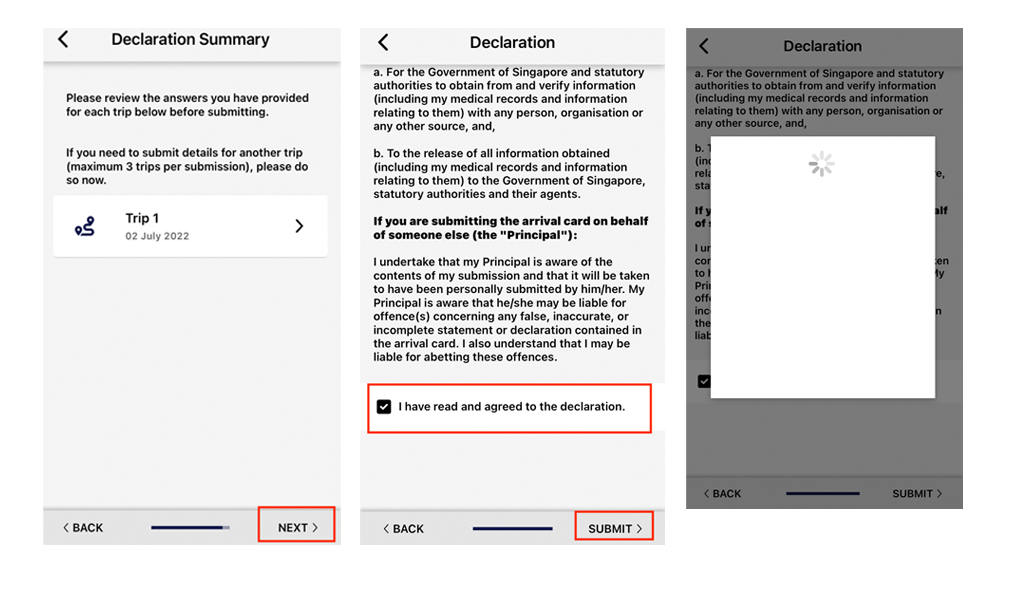 Declaration Summary
Please review the answers you have provided
for each trip below before submitting.
If you need to submit details for another trip
(maximum 3 trips per submission), please do
so now.
Trip 1
02 July 2022
BACK
NEXT
Declaration
a. For the Government of Singapore and statutory
authorities to obtain from and verify information
(including my medical records and information
relating to them) with any person, organisation or
any other source, and,
b. To the release of all information obtained
(including my medical records and information
relating to them) to the Government of Singapore,
statutory authorities and their agents.
If you are submitting the arrival card on behalf
of someone else (the "Principal"):
I undertake that my Principal is aware of the
contents of my submission and that it will be taken
to have been personally submitted by him/her. My
Principal is aware that he/she may be liable for
offence(s) concerning any false, inaccurate, or
incomplete statement or declaration contained in
the arrival card. I also understand that I may be
liable for abetting these offences.
I have read and agreed to the declaration.
BACK
SUBMIT
Declaration
a. For the Government of Singapore and statutory
authorities to obtain from and verify information
(including my medical records and information
relating to them) with any person, organisation or
any other source, and,
b.
BACK
SUBMIT